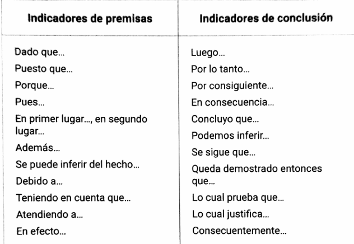 Indicadores de premisas
Indicadores de conclusión
Dado que...
Puesto que...
Porque...
Pues...
En primer lugar..., en segundo
lugar...
Además...
Se puede inferir del hecho...
Debido a...
Teniendo en cuenta que...
Atendiendo a...
En efecto...
Luego...
Por lo tanto...
Por consiguiente...
En consecuencia...
Concluyo que...
Podemos inferir...
Se sigue que...
Queda demostrado entonces
que...
Lo cual prueba que...
Lo cual justifica...
Consecuentemente...